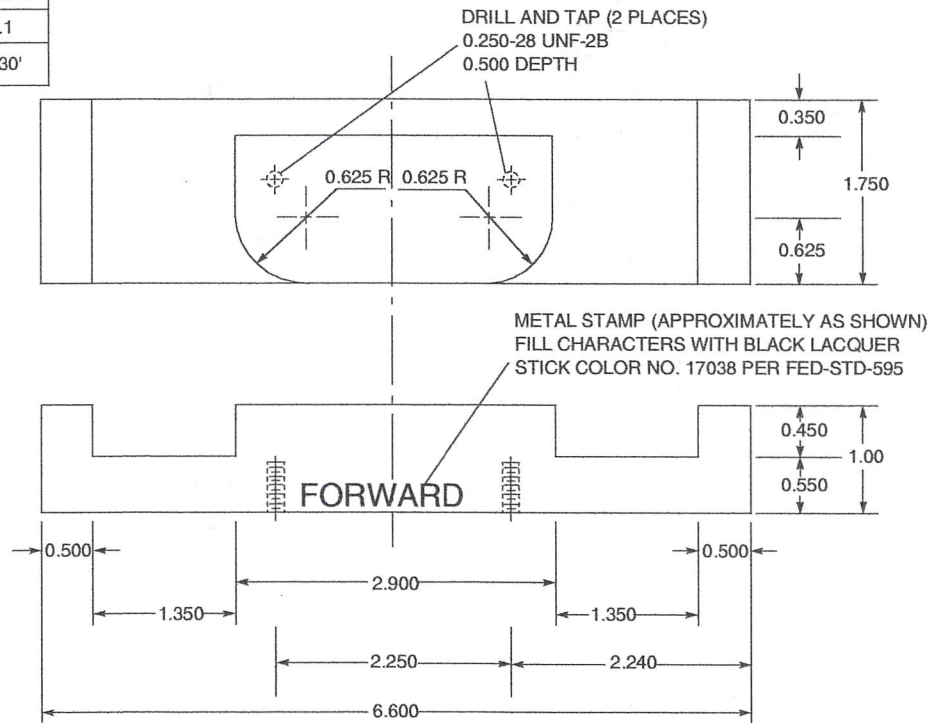 .1
30'
DRILL AND TAP (2 PLACES)
0.250-28 UNF-2B
0.500 DEPTH
0.350
0.625 R 0.625 R
1.750
0.625
METAL STAMP (APPROXIMATELY AS SHOWN)
FILL CHARACTERS WITH BLACK LACQUER
STICK COLOR NO. 17038 PER FED-STD-595
0.450
1.00
0.550
FORWARD
0.500
0.500
2.900
1.350
1.350
2.250
2.240
6.600